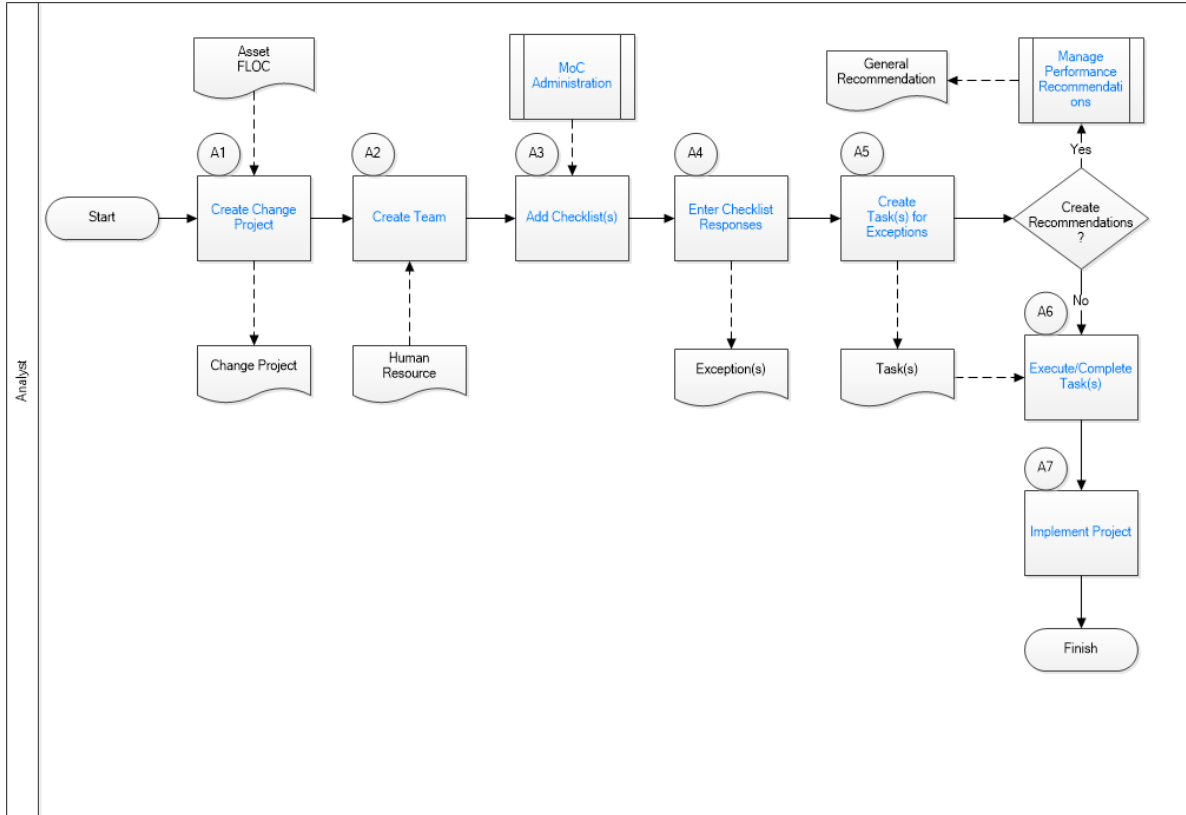 Analyst
Asset
FLOC
MoC
Administration
General
Recommendation
Manage
Performance
Recommendati
ons
A1
A2
A3
A4
A5
Yes
Start
Create Change
Project
Create Team
Add Checklist(s)
Enter Checklist
Responses
Create
Task(s) for
Exceptions
Create
Recommendations
?
No
A6
Change Project
Human
Resource
Exception(s)
Task(s)
Execute/Complete
Task(s)
A7
Implement Project
Finish